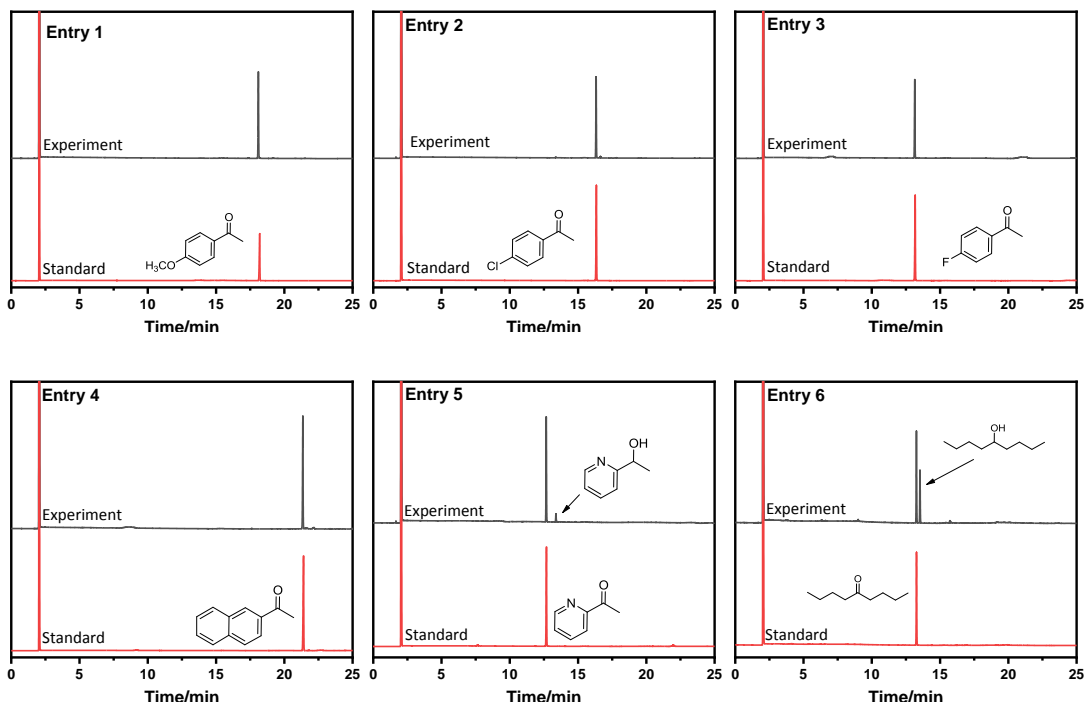 Entry 1
Experiment
O
H3CO
Standard
0 5 10 15 20 25
Time/min
Entry 2
Experiment
O
Cl
Standard
0 5 10 15 20 25
Time/min
Entry 3
Experiment
O
F
Standard
0 5 10 15 20 25
Time/min
Entry 4
Experiment
O
Standard
0 5 10 15 20 25
Time/min
Entry 5
OH
N
Experiment
N
O
Standard
0 5 10 15 20 25
Time/min
Entry 6
OH
Experiment
O
Standard
0 5 10 15 20 25
Time/min